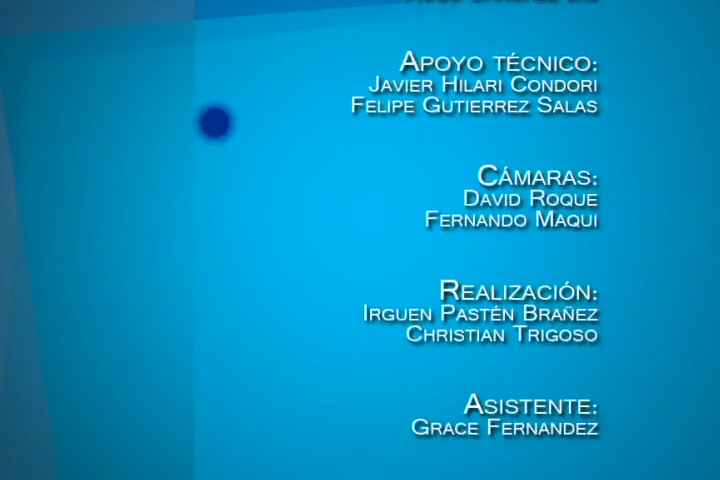 APOYO TÉCNICO:
JAVIER HILARI CONDORI
FELIPE GUTIERREZ SALAS
CÁMARAS:
DAVID ROQUE
FERNANDO MAQUI
REALIZACIÓN:
IRGUEN PASTÉN BRAÑEZ
CHRISTIAN TRIGOSO
ASISTENTE:
GRACE FERNANDEZ